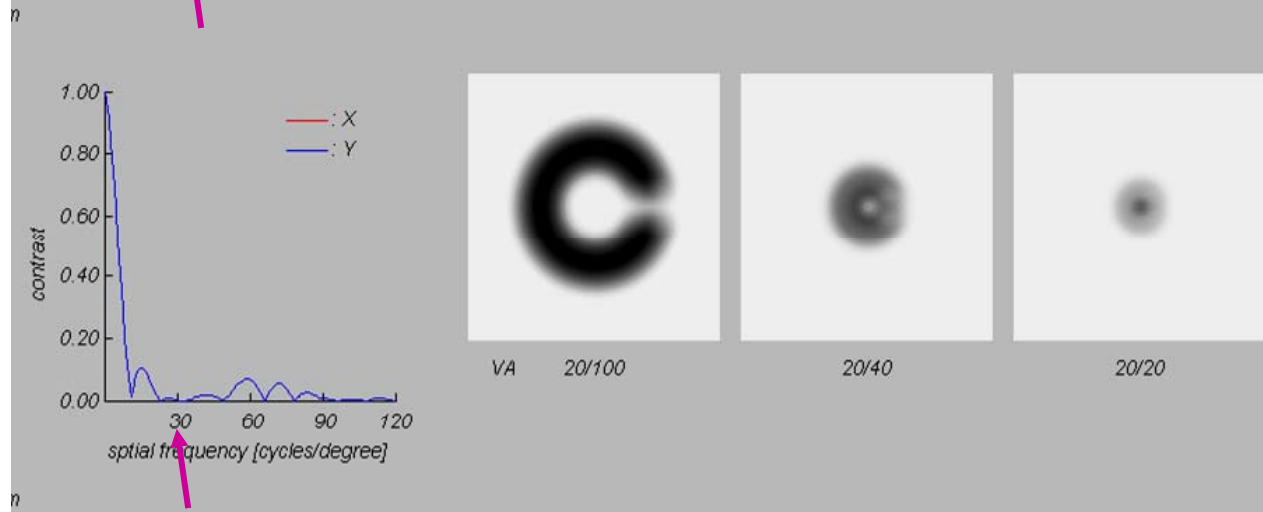 m
1.00
: X
: Y
0.80
0.60
0.40
0.20
0.00
contrast
30 60 90 120
sptial frequency [cycles/degree]
VA 20/100 20/40 20/20
m